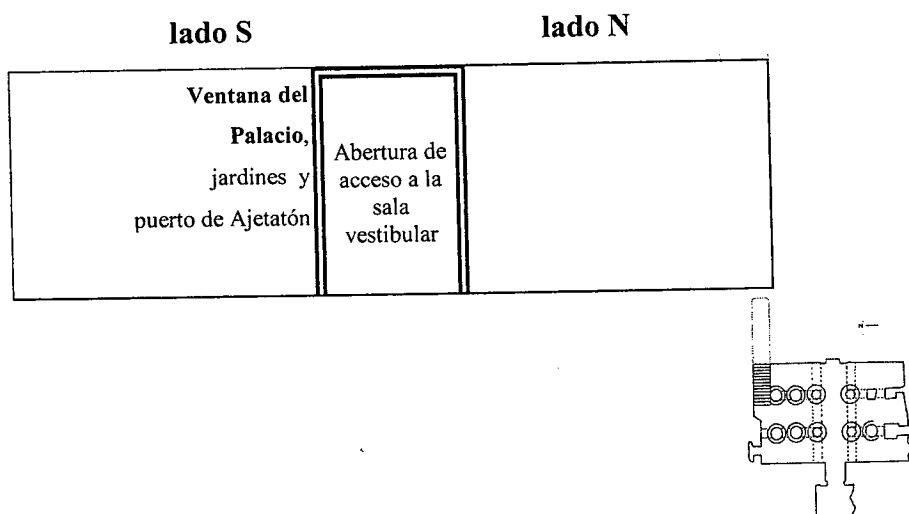 lado S
lado N
Ventana del
Palacio,
jardines y
puerto de Ajetatón
Abertura de
acceso a la
sala
vestibular
N